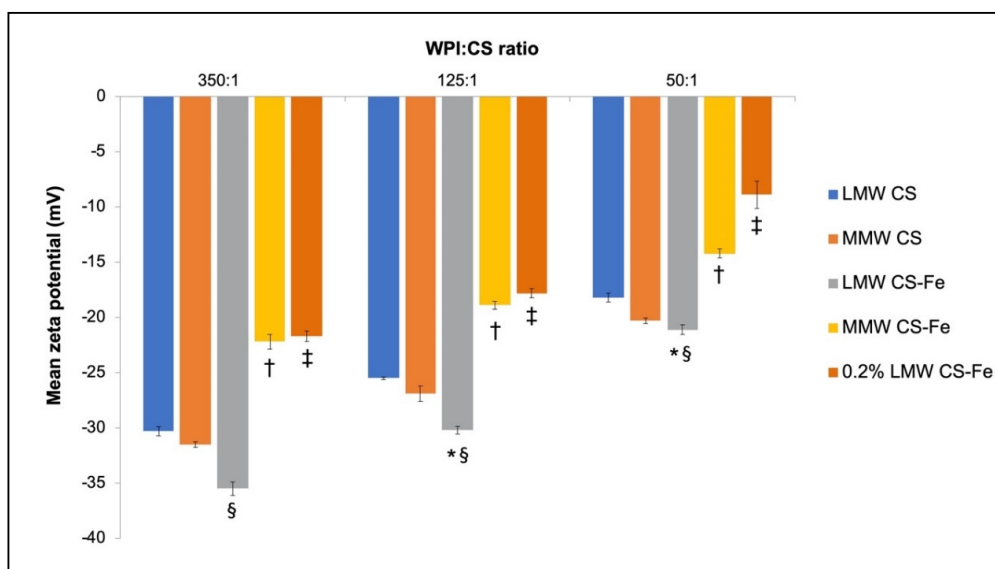 WPI:CS ratio
350:1 125:1 50:1
0
-5
-10
-15
-20
-25
-30
-35
-40
Mean zeta potential (mV)
§ † ‡
* § † ‡
* § † ‡
LMW CS
MMW CS
LMW CS-Fe
MMW CS-Fe
0.2% LMW CS-Fe